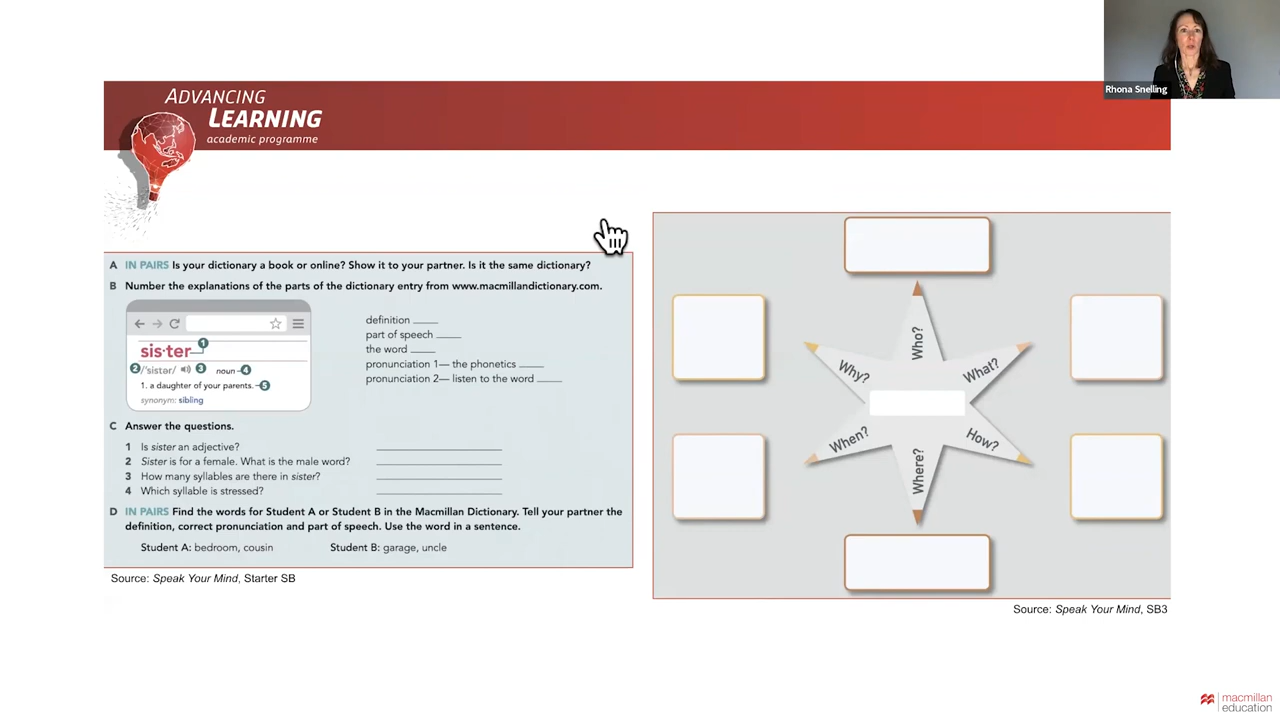 Rhona Snelling
ADVANCING
LEARNING
academic programme
A IN PAIRS Is your dictionary a book or online? Show it to your partner. Is it the same dictionary?
B Number the explanations of the parts of the dictionary entry from www.macmillandictionary.com.
sis·ter 1
2 /ˈsɪstər/ 3 noun 4
1. a daughter of your parents. 5
synonym: sibling
definition ____
part of speech ____
the word ____
pronunciation 1— the phonetics ____
pronunciation 2— listen to the word ____
C Answer the questions.
1 Is sister an adjective?
2 Sister is for a female. What is the male word?
3 How many syllables are there in sister?
4 Which syllable is stressed?
D IN PAIRS Find the words for Student A or Student B in the Macmillan Dictionary. Tell your partner the
definition, correct pronunciation and part of speech. Use the word in a sentence.
Student A: bedroom, cousin Student B: garage, uncle
Source: Speak Your Mind, Starter SB
Who?
What?
How?
Where?
When?
Why?
Source: Speak Your Mind, SB3
macmillan
education